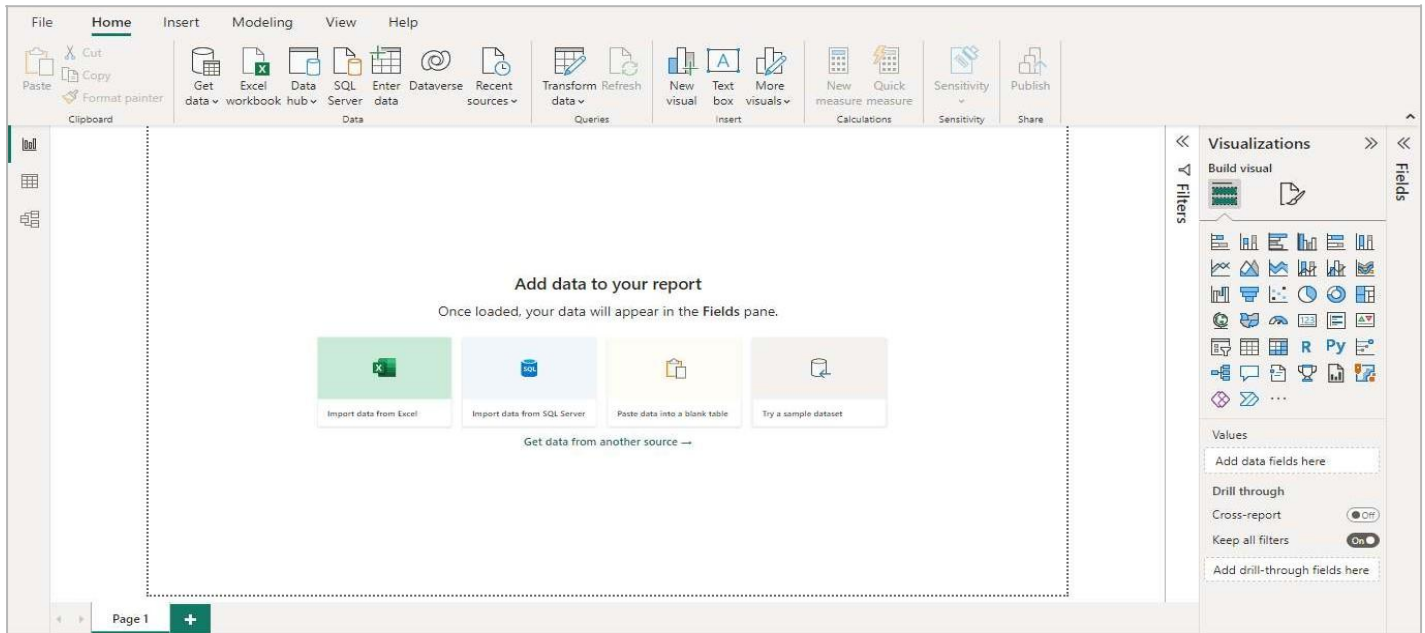 File Home Insert Modeling View Help
Paste
Cut
Copy
Format painter
Clipboard
Get data
Excel workbook
Data hub
SQL Server
Enter data
Dataverse
Recent sources
Data
Transform data
Refresh
Queries
New visual
Text box
More visuals
Insert
New measure
Quick measure
Calculations
Sensitivity
Sensitivity
Publish
Share
Add data to your report
Once loaded, your data will appear in the Fields pane.
Import data from Excel
SQL
Import data from SQL Server
Paste data into a blank table
Try a sample dataset
Get data from another source →
Filters
Visualizations
Build visual
123
R Py
Values
Add data fields here
Drill through
Cross-report Off
Keep all filters On
Add drill-through fields here
Fields
Page 1